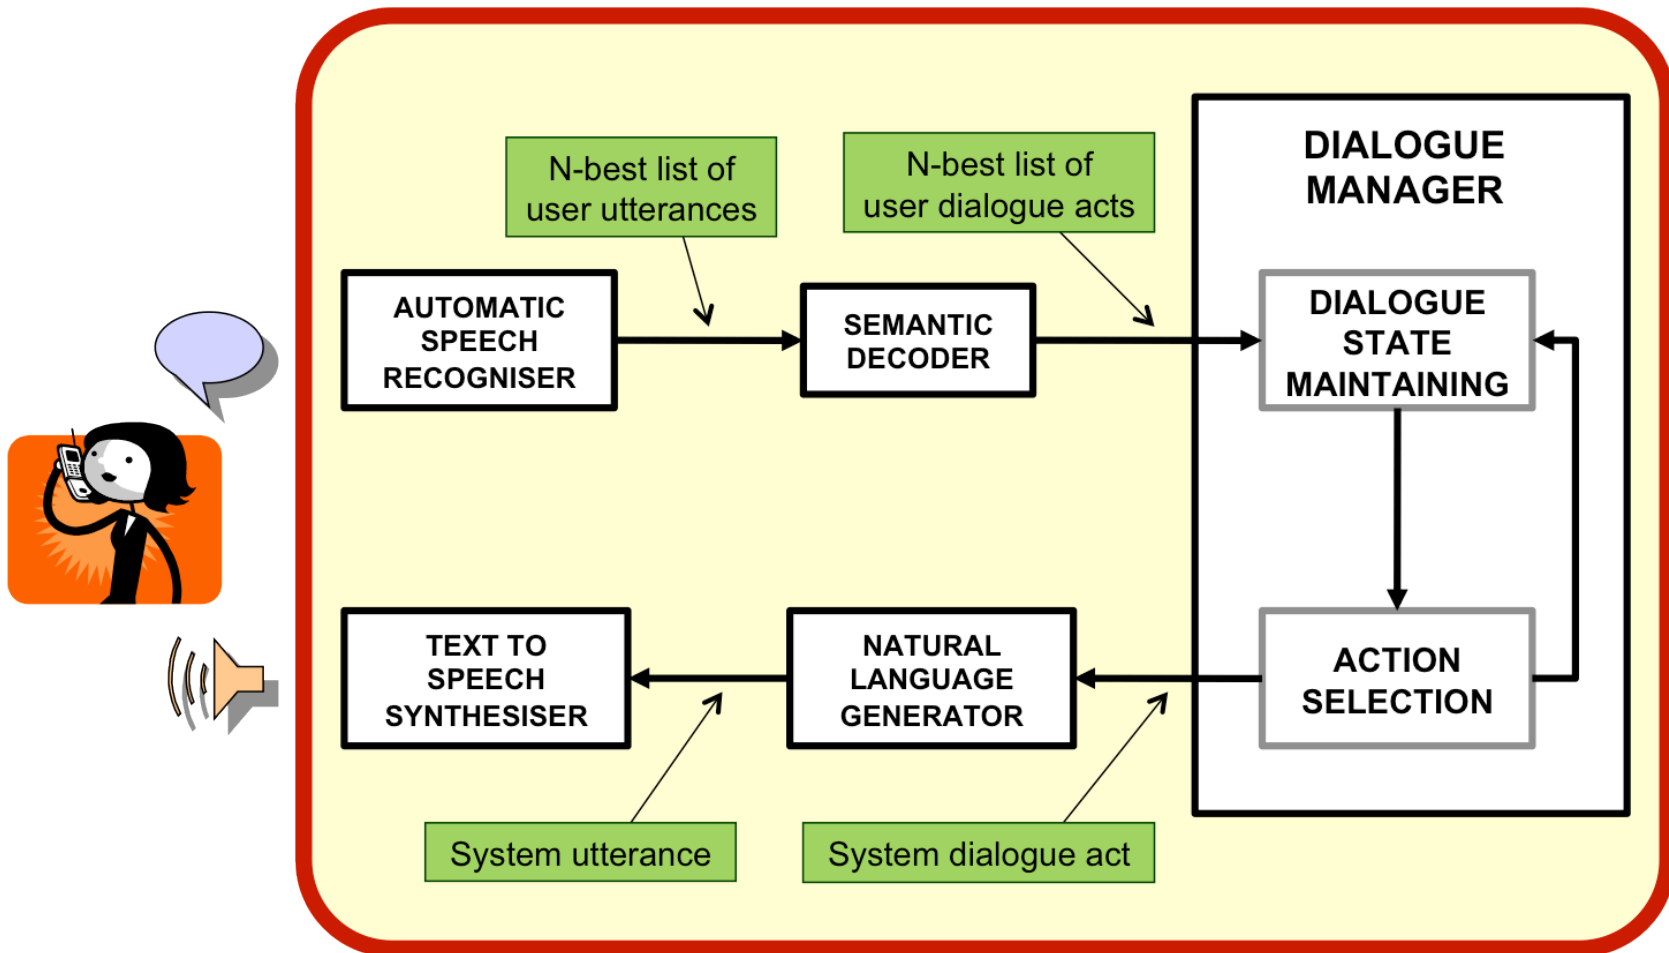 DIALOGUE
MANAGER
N-best list of
user utterances
N-best list of
user dialogue acts
AUTOMATIC
SPEECH
RECOGNISER
SEMANTIC
DECODER
DIALOGUE
STATE
MAINTAINING
TEXT TO
SPEECH
SYNTHESISER
NATURAL
LANGUAGE
GENERATOR
ACTION
SELECTION
System utterance
System dialogue act